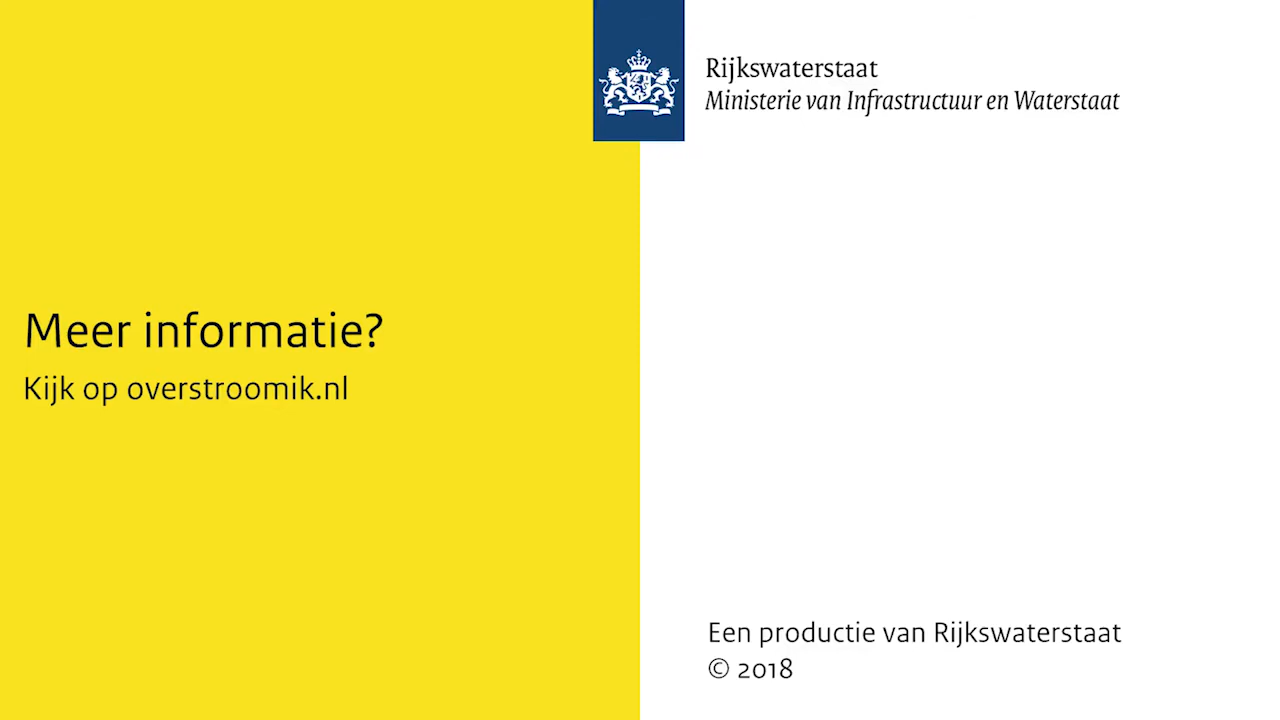 Rijkswaterstaat
Ministerie van Infrastructuur en Waterstaat
Meer informatie?
Kijk op overstroomik.nl
Een productie van Rijkswaterstaat
© 2018